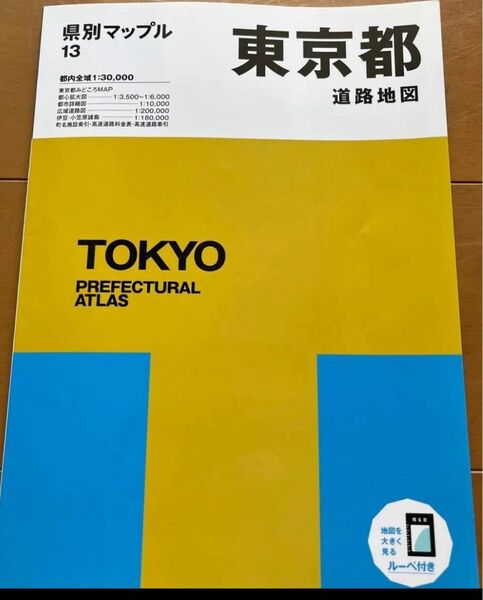 県別マップル
13
東京都
道路地図
都内全域1:30,000
東京都みどころMAP
都心拡大図 1:3,500~1:6,000
都市詳細図 1:10,000
広域道路図 1:200,000
伊豆・小笠原諸島 1:180,000
町名施設索引・高速道路料金表・高速道路索引
TOKYO
PREFECTURAL
ATLAS
地図を
大きく
見る
昭文社
ルーペ付き